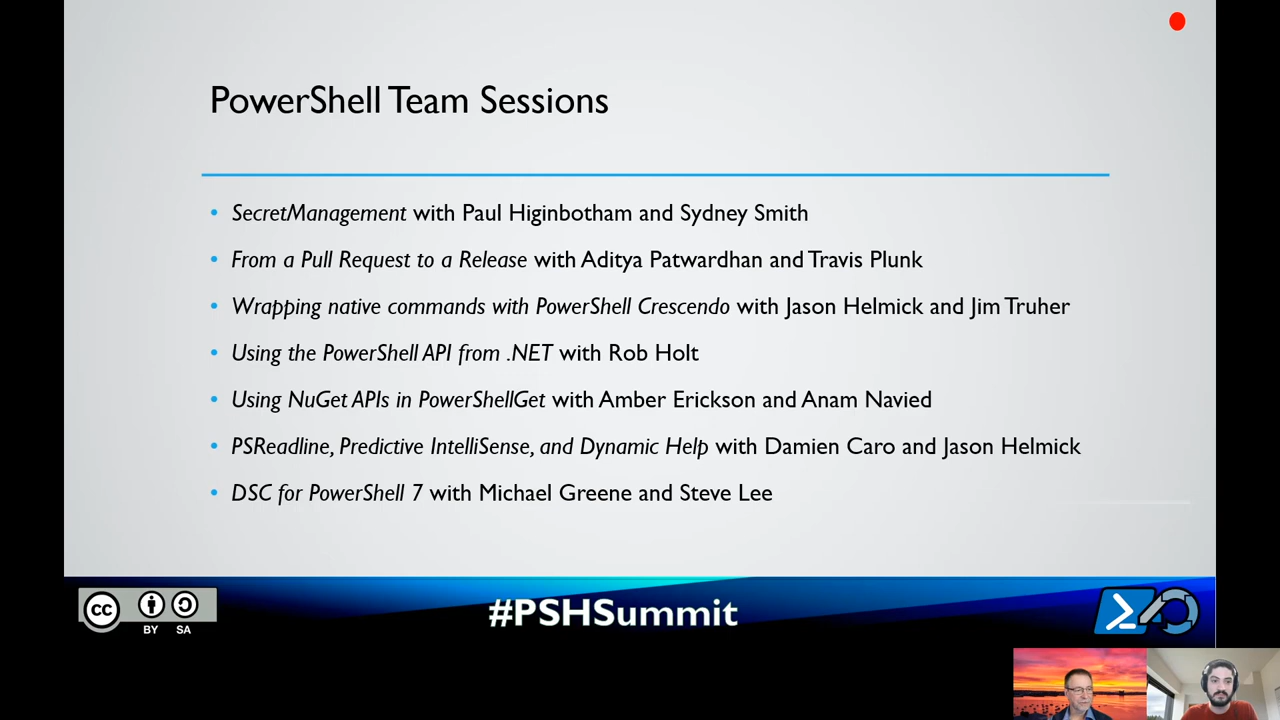 PowerShell Team Sessions
• SecretManagement with Paul Higinbotham and Sydney Smith
• From a Pull Request to a Release with Aditya Patwardhan and Travis Plunk
• Wrapping native commands with PowerShell Crescendo with Jason Helmick and Jim Truher
• Using the PowerShell API from .NET with Rob Holt
• Using NuGet APIs in PowerShellGet with Amber Erickson and Anam Navied
• PSReadline, Predictive IntelliSense, and Dynamic Help with Damien Caro and Jason Helmick
• DSC for PowerShell 7 with Michael Greene and Steve Lee
cc
BY SA
#PSHSummit